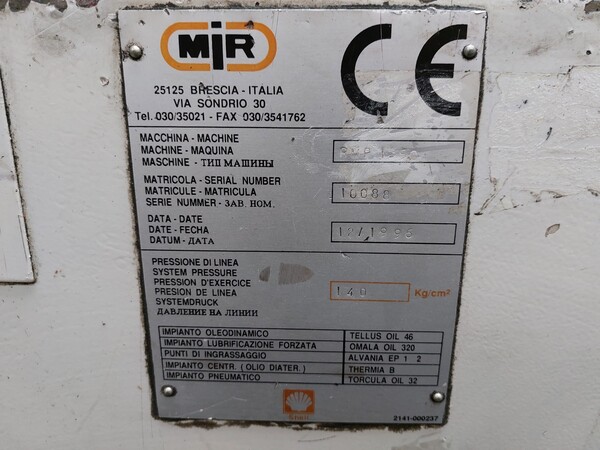 MIR
CE
25125 BRESCIA - ITALIA
VIA SONDRIO 30
Tel. 030/35021 - FAX 030/3541762
MACCHINA - MACHINE
MACHINE - MAQUINA
MASCHINE - ТИП МАШИНЫ
MATRICOLA - SERIAL NUMBER
MATRICULE - MATRICULA
SERIE NUMMER - ЗАВ. НОМ.
10088
DATA - DATE
DATE - FECHA
DATUM - ДАТА
12/1996
PRESSIONE DI LINEA
SYSTEM PRESSURE
PRESSION D'EXERCICE
PRESION DE LINEA
SYSTEMDRUCK
ДАВЛЕНИЕ НА ЛИНИИ
140 Kg/cm²
IMPIANTO OLEODINAMICO TELLUS OIL 46
IMPIANTO LUBRIFICAZIONE FORZATA OMALA OIL 320
PUNTI DI INGRASSAGGIO ALVANIA EP 1 2
IMPIANTO CENTR. (OLIO DIATER.) THERMIA B
IMPIANTO PNEUMATICO TORCULA OIL 32
Shell
2141-000237